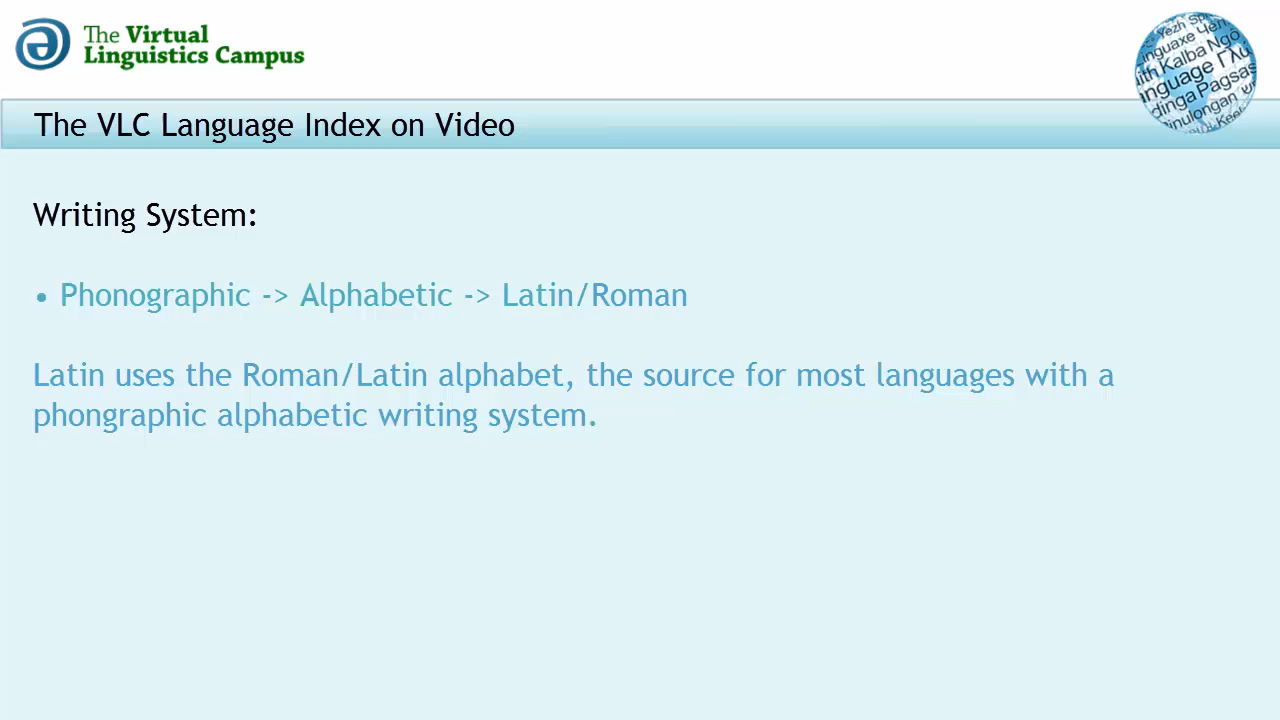 The Virtual
Linguistics Campus
The VLC Language Index on Video
Writing System:
• Phonographic -> Alphabetic -> Latin/Roman
Latin uses the Roman/Latin alphabet, the source for most languages with a
phongraphic alphabetic writing system.